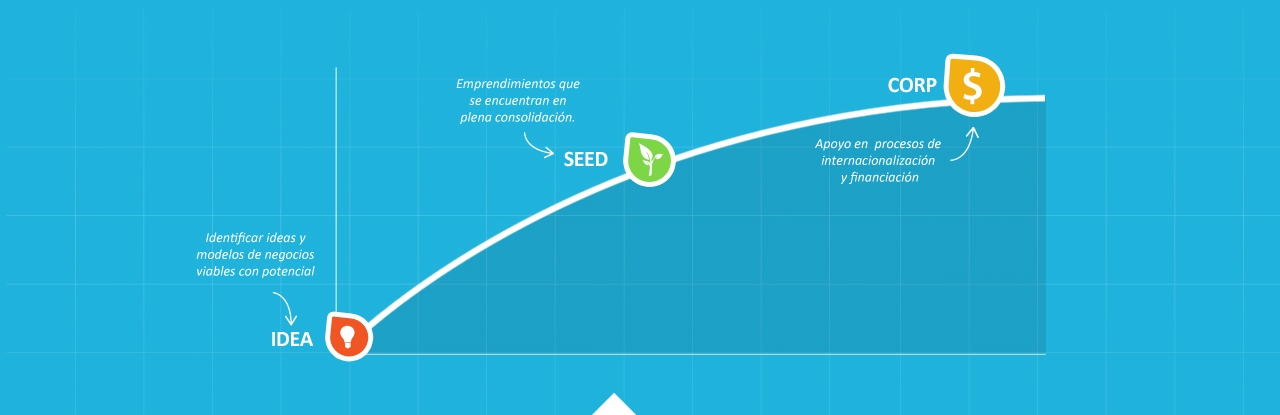 Emprendimientos que
se encuentran en
plena consolidación.
SEED
CORP
$
Apoyo en procesos de
internacionalización
y financiación
Identificar ideas y
modelos de negocios
viables con potencial
IDEA